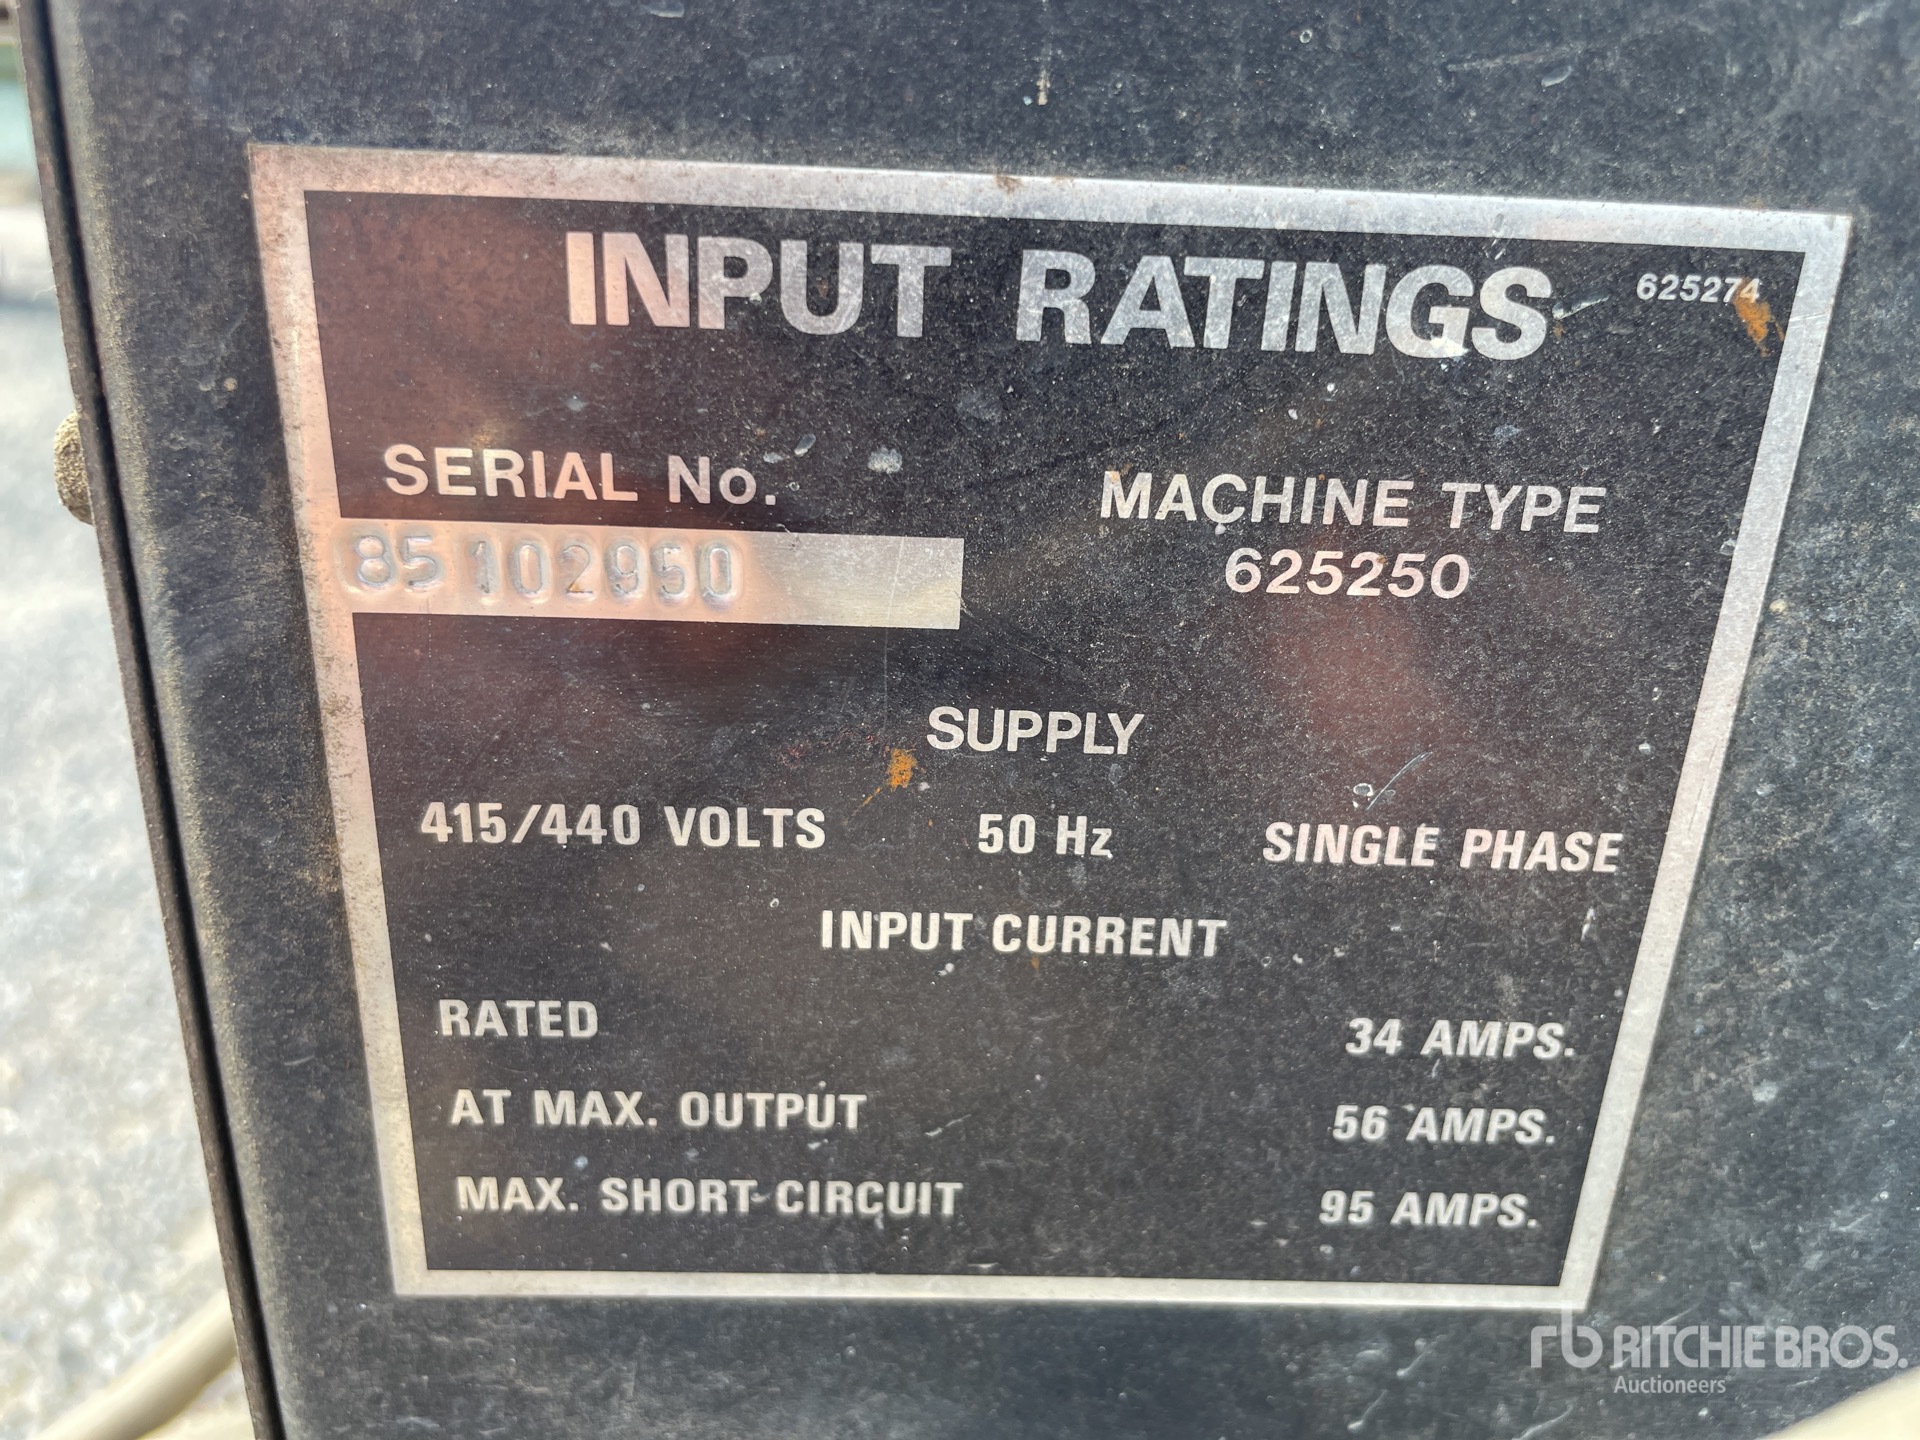 INPUT RATINGS 625274
SERIAL No. MACHINE TYPE
85 102950 625250
SUPPLY
415/440 VOLTS 50 Hz SINGLE PHASE
INPUT CURRENT
RATED 34 AMPS.
AT MAX. OUTPUT 56 AMPS.
MAX. SHORT-CIRCUIT 95 AMPS.
rb RITCHIE BROS.
Auctioneers